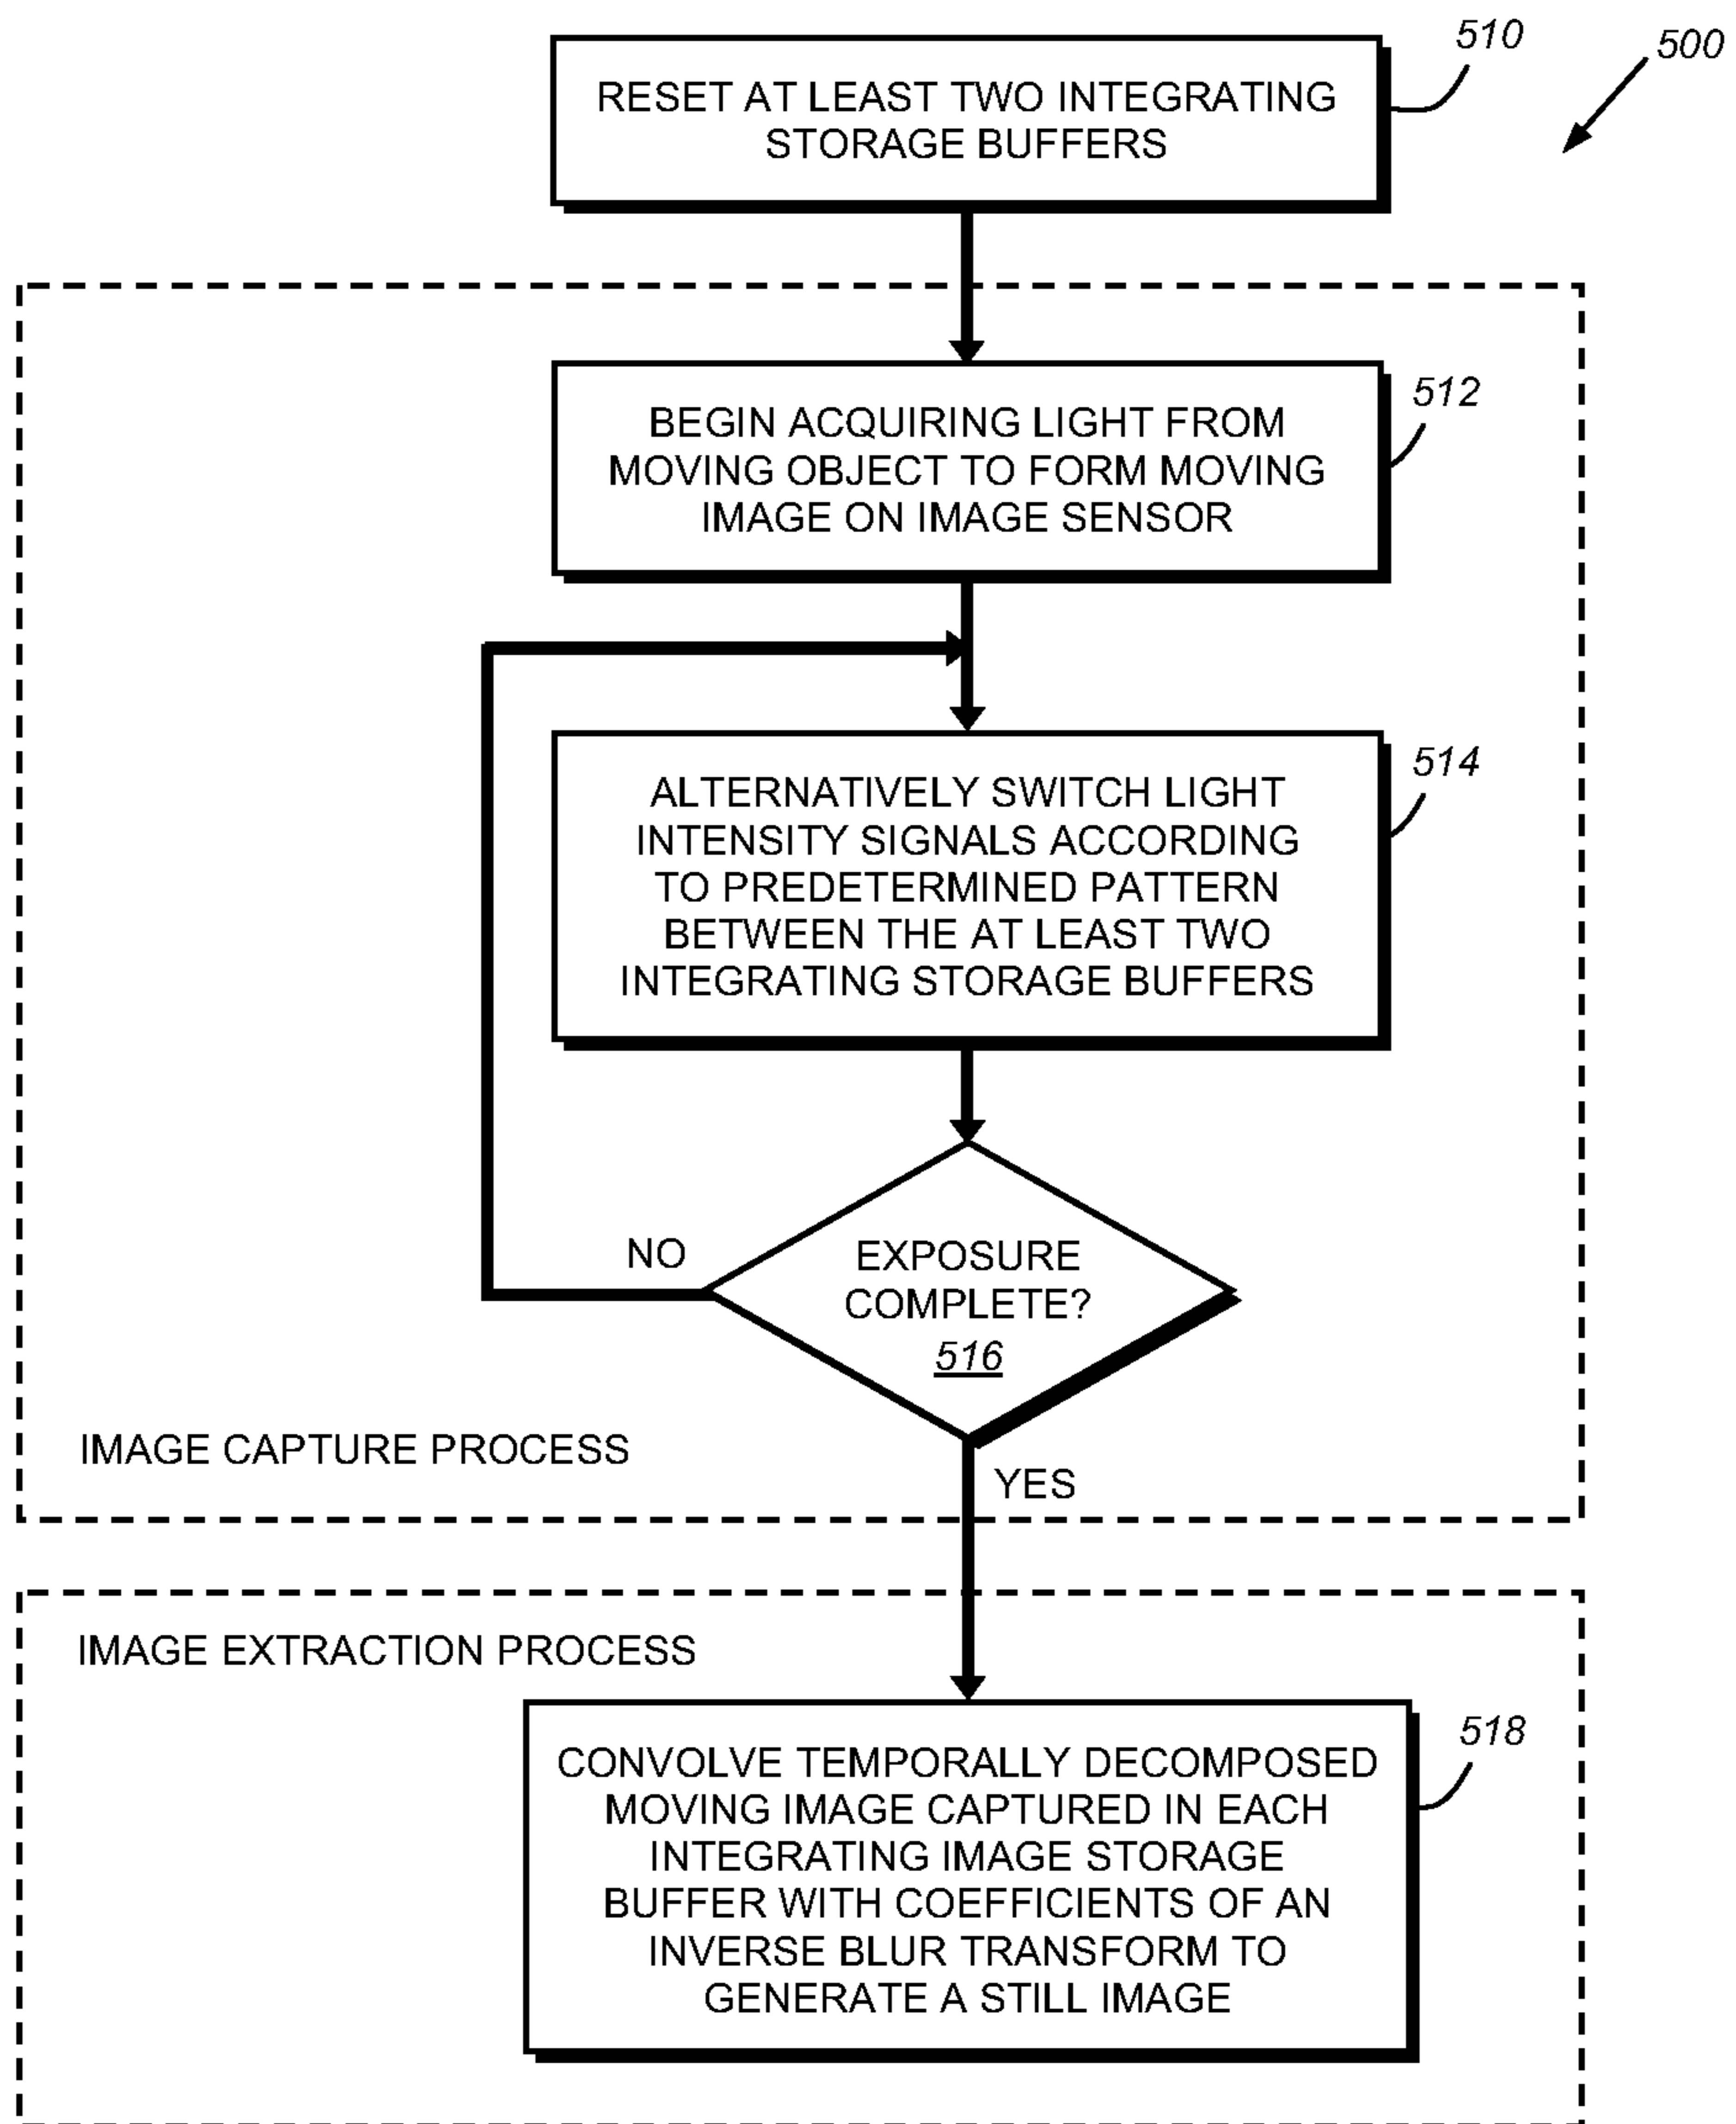 510
500
RESET AT LEAST TWO INTEGRATING
STORAGE BUFFERS
512
BEGIN ACQUIRING LIGHT FROM
MOVING OBJECT TO FORM MOVING
IMAGE ON IMAGE SENSOR
514
ALTERNATIVELY SWITCH LIGHT
INTENSITY SIGNALS ACCORDING
TO PREDETERMINED PATTERN
BETWEEN THE AT LEAST TWO
INTEGRATING STORAGE BUFFERS
NO
EXPOSURE
COMPLETE?
516
IMAGE CAPTURE PROCESS
YES
IMAGE EXTRACTION PROCESS
518
CONVOLVE TEMPORALLY DECOMPOSED
MOVING IMAGE CAPTURED IN EACH
INTEGRATING IMAGE STORAGE
BUFFER WITH COEFFICIENTS OF AN
INVERSE BLUR TRANSFORM TO
GENERATE A STILL IMAGE